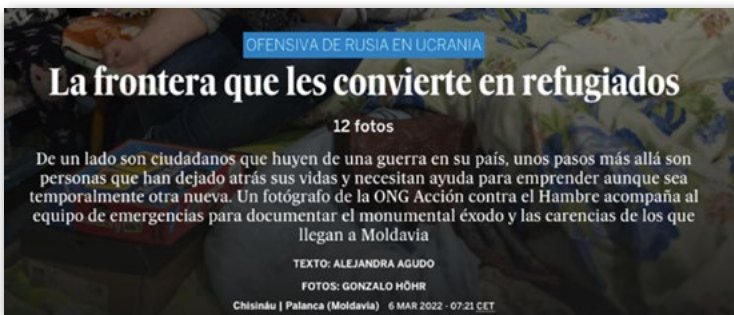 OFENSIVA DE RUSIA EN UCRANIA
La frontera que les convierte en refugiados
12 fotos
De un lado son ciudadanos que huyen de una guerra en su país, unos pasos más allá son
personas que han dejado atrás sus vidas y necesitan ayuda para emprender aunque sea
temporalmente otra nueva. Un fotógrafo de la ONG Acción contra el Hambre acompaña al
equipo de emergencias para documentar el monumental éxodo y las carencias de los que
llegan a Moldavia
TEXTO: ALEJANDRA AGUDO
FOTOS: GONZALO HÖHR
Chisináu | Palanca (Moldavia) 6 MAR 2022 - 07:21 CET